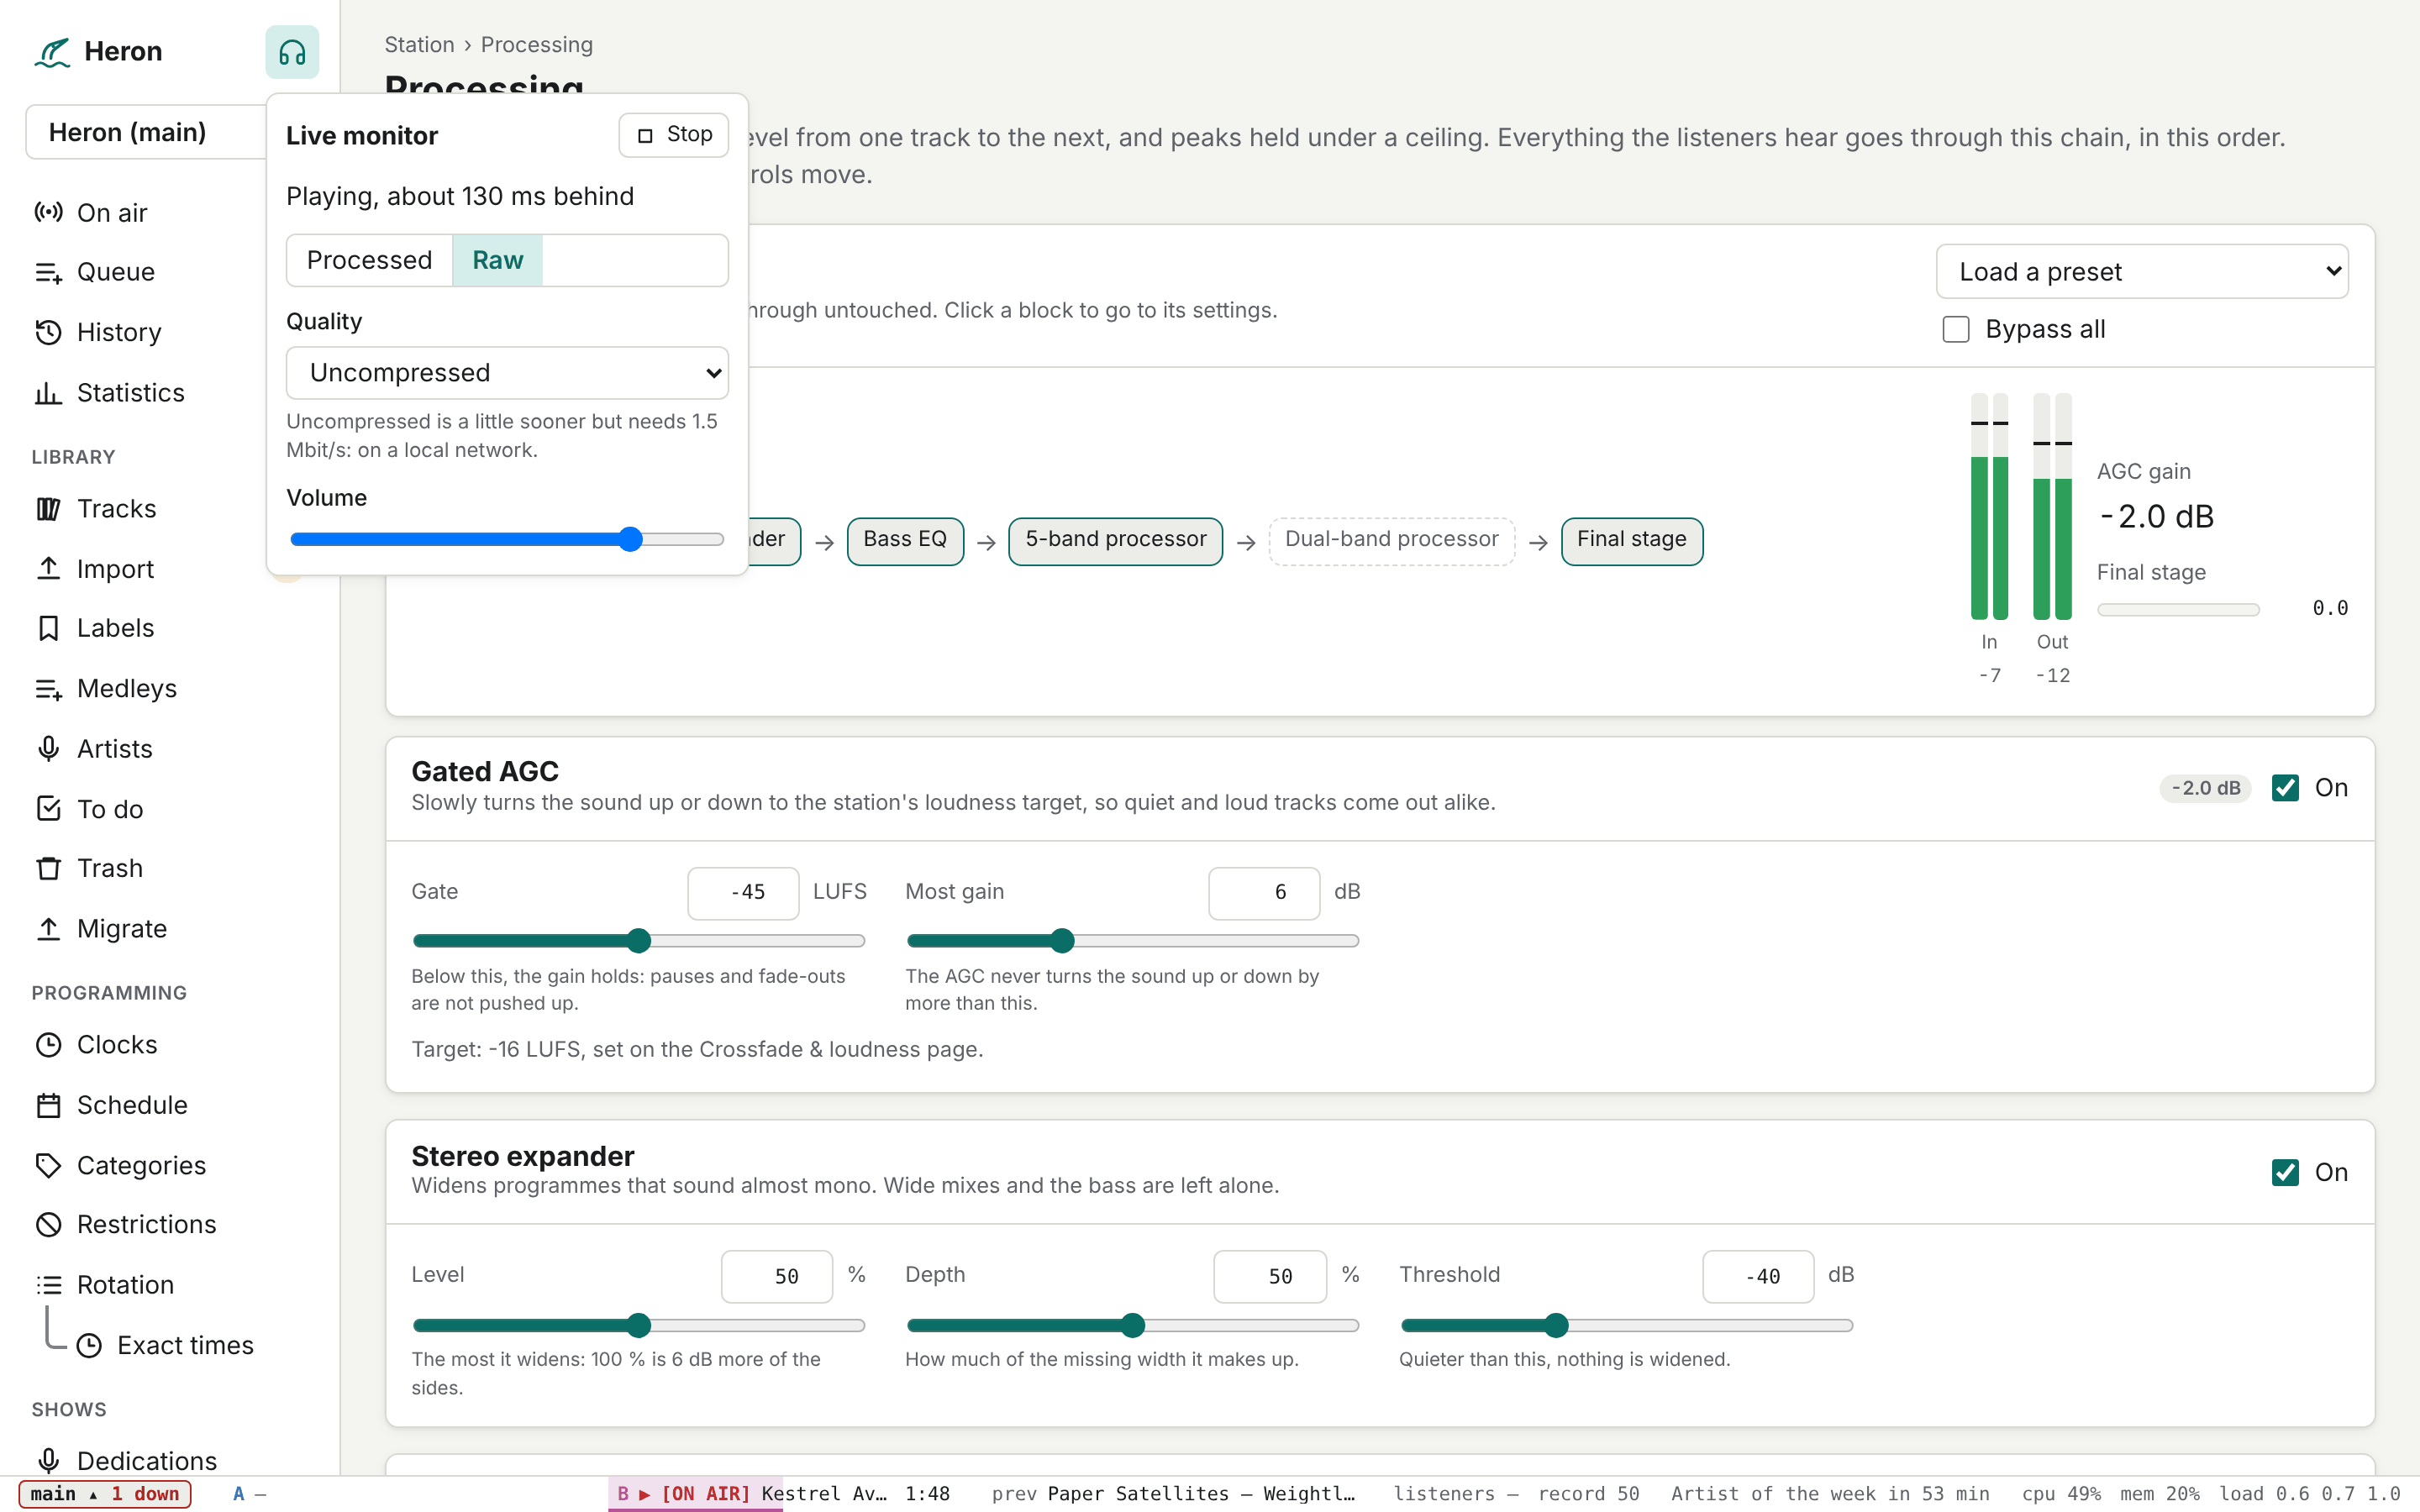 Heron
Heron (main)
On air
Queue
History
Statistics
LIBRARY
Tracks
Import
Labels
Medleys
Artists
To do
Trash
Migrate
PROGRAMMING
Clocks
Schedule
Categories
Restrictions
Rotation
Exact times
SHOWS
Dedications
Station › Processing
Processing
evel from one track to the next, and peaks held under a ceiling. Everything the listeners hear goes through this chain, in this order.
rols move.
Live monitor
Stop
Playing, about 130 ms behind
Processed Raw
Quality
Uncompressed
Uncompressed is a little sooner but needs 1.5
Mbit/s: on a local network.
Volume
hrough untouched. Click a block to go to its settings.
Load a preset
Bypass all
der → Bass EQ → 5-band processor → Dual-band processor → Final stage
AGC gain
-2.0 dB
Final stage
0.0
In Out
-7 -12
Gated AGC
Slowly turns the sound up or down to the station's loudness target, so quiet and loud tracks come out alike.
-2.0 dB On
Gate -45 LUFS
Below this, the gain holds: pauses and fade-outs
are not pushed up.
Most gain 6 dB
The AGC never turns the sound up or down by
more than this.
Target: -16 LUFS, set on the Crossfade & loudness page.
Stereo expander
Widens programmes that sound almost mono. Wide mixes and the bass are left alone.
On
Level 50 %
The most it widens: 100 % is 6 dB more of the
sides.
Depth 50 %
How much of the missing width it makes up.
Threshold -40 dB
Quieter than this, nothing is widened.
main ▴ 1 down A – B ▶ [ON AIR] Kestrel Av… 1:48 prev Paper Satellites — Weightl… listeners – record 50 Artist of the week in 53 min cpu 49% mem 20% load 0.6 0.7 1.0